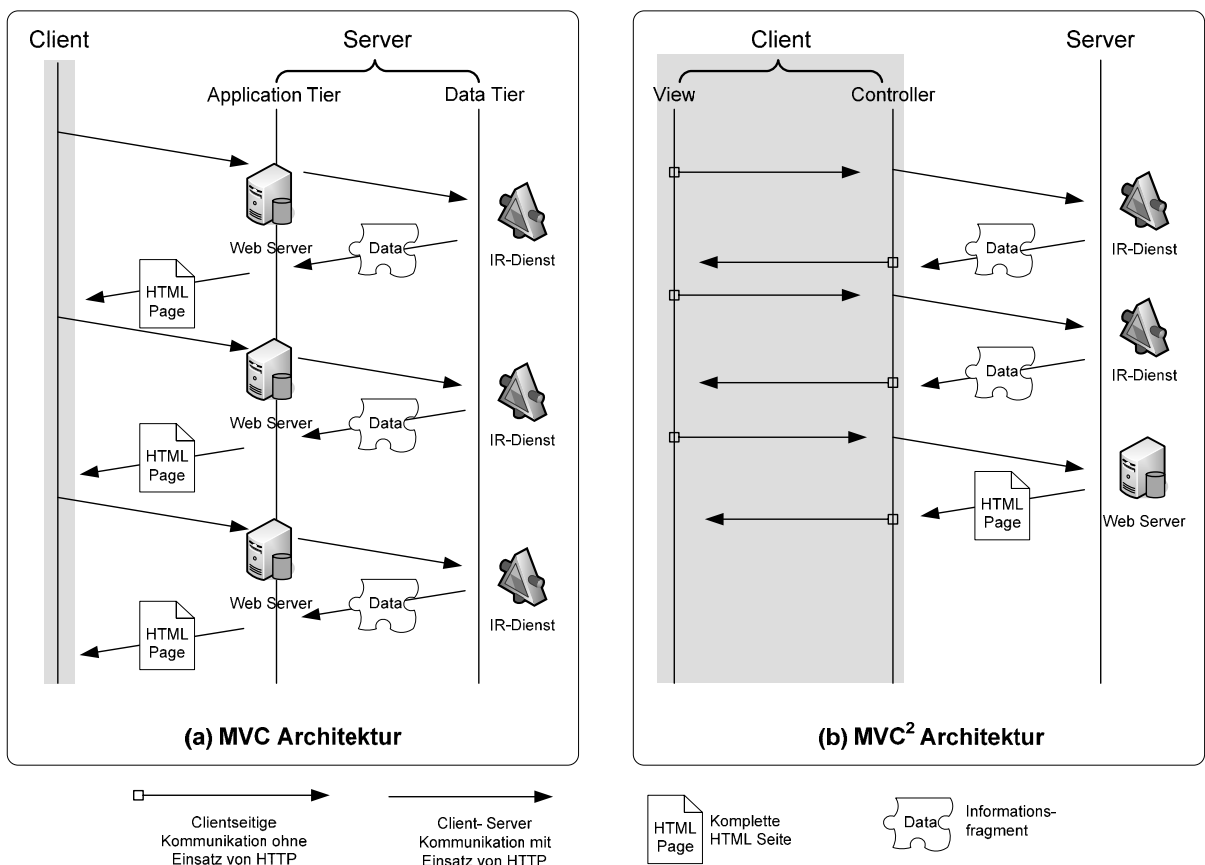 Client
Server
Application Tier
Data Tier
Web Server
Data
IR-Dienst
HTML
Page
Web Server
Data
IR-Dienst
HTML
Page
Web Server
Data
IR-Dienst
HTML
Page
(a) MVC Architektur
Client
Server
View
Controller
Data
IR-Dienst
Data
IR-Dienst
HTML
Page
Web Server
(b) MVC² Architektur
Clientseitige
Kommunikation ohne
Einsatz von HTTP
Client- Server
Kommunikation mit
Einsatz von HTTP
HTML
Page
Komplette
HTML Seite
Data
Informations-
fragment